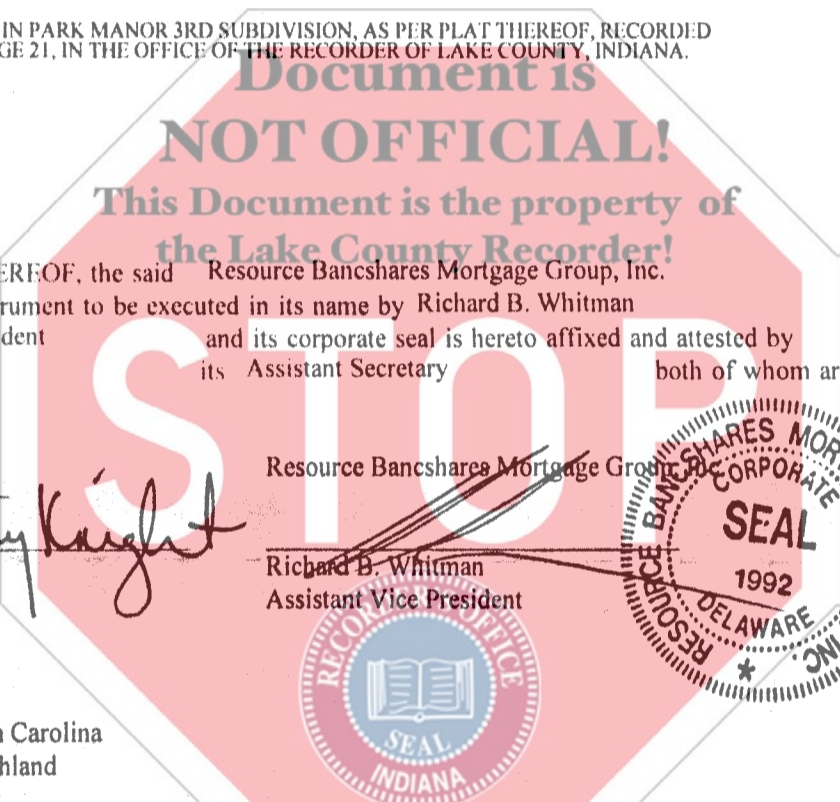 IN PARK MANOR 3RD SUBDIVISION, AS PER PLAT THEREOF, RECORDED
GE 21, IN THE OFFICE OF THE RECORDER OF LAKE COUNTY, INDIANA.
Document is
NOT OFFICIAL!
This Document is the property of
the Lake County Recorder!
STOP
EREOF, the said Resource Bancshares Mortgage Group, Inc.
rument to be executed in its name by Richard B. Whitman
dent and its corporate seal is hereto affixed and attested by
its Assistant Secretary both of whom ar
Resource Bancshares Mortgage Group, Inc.
y Knight
Richard B. Whitman
Assistant Vice President
RESOURCE BANCSHARES MOR
INC.
CORPORATE
SEAL
1992
DELAWARE
RECORDER'S OFFICE
SEAL
INDIANA
h Carolina
hland